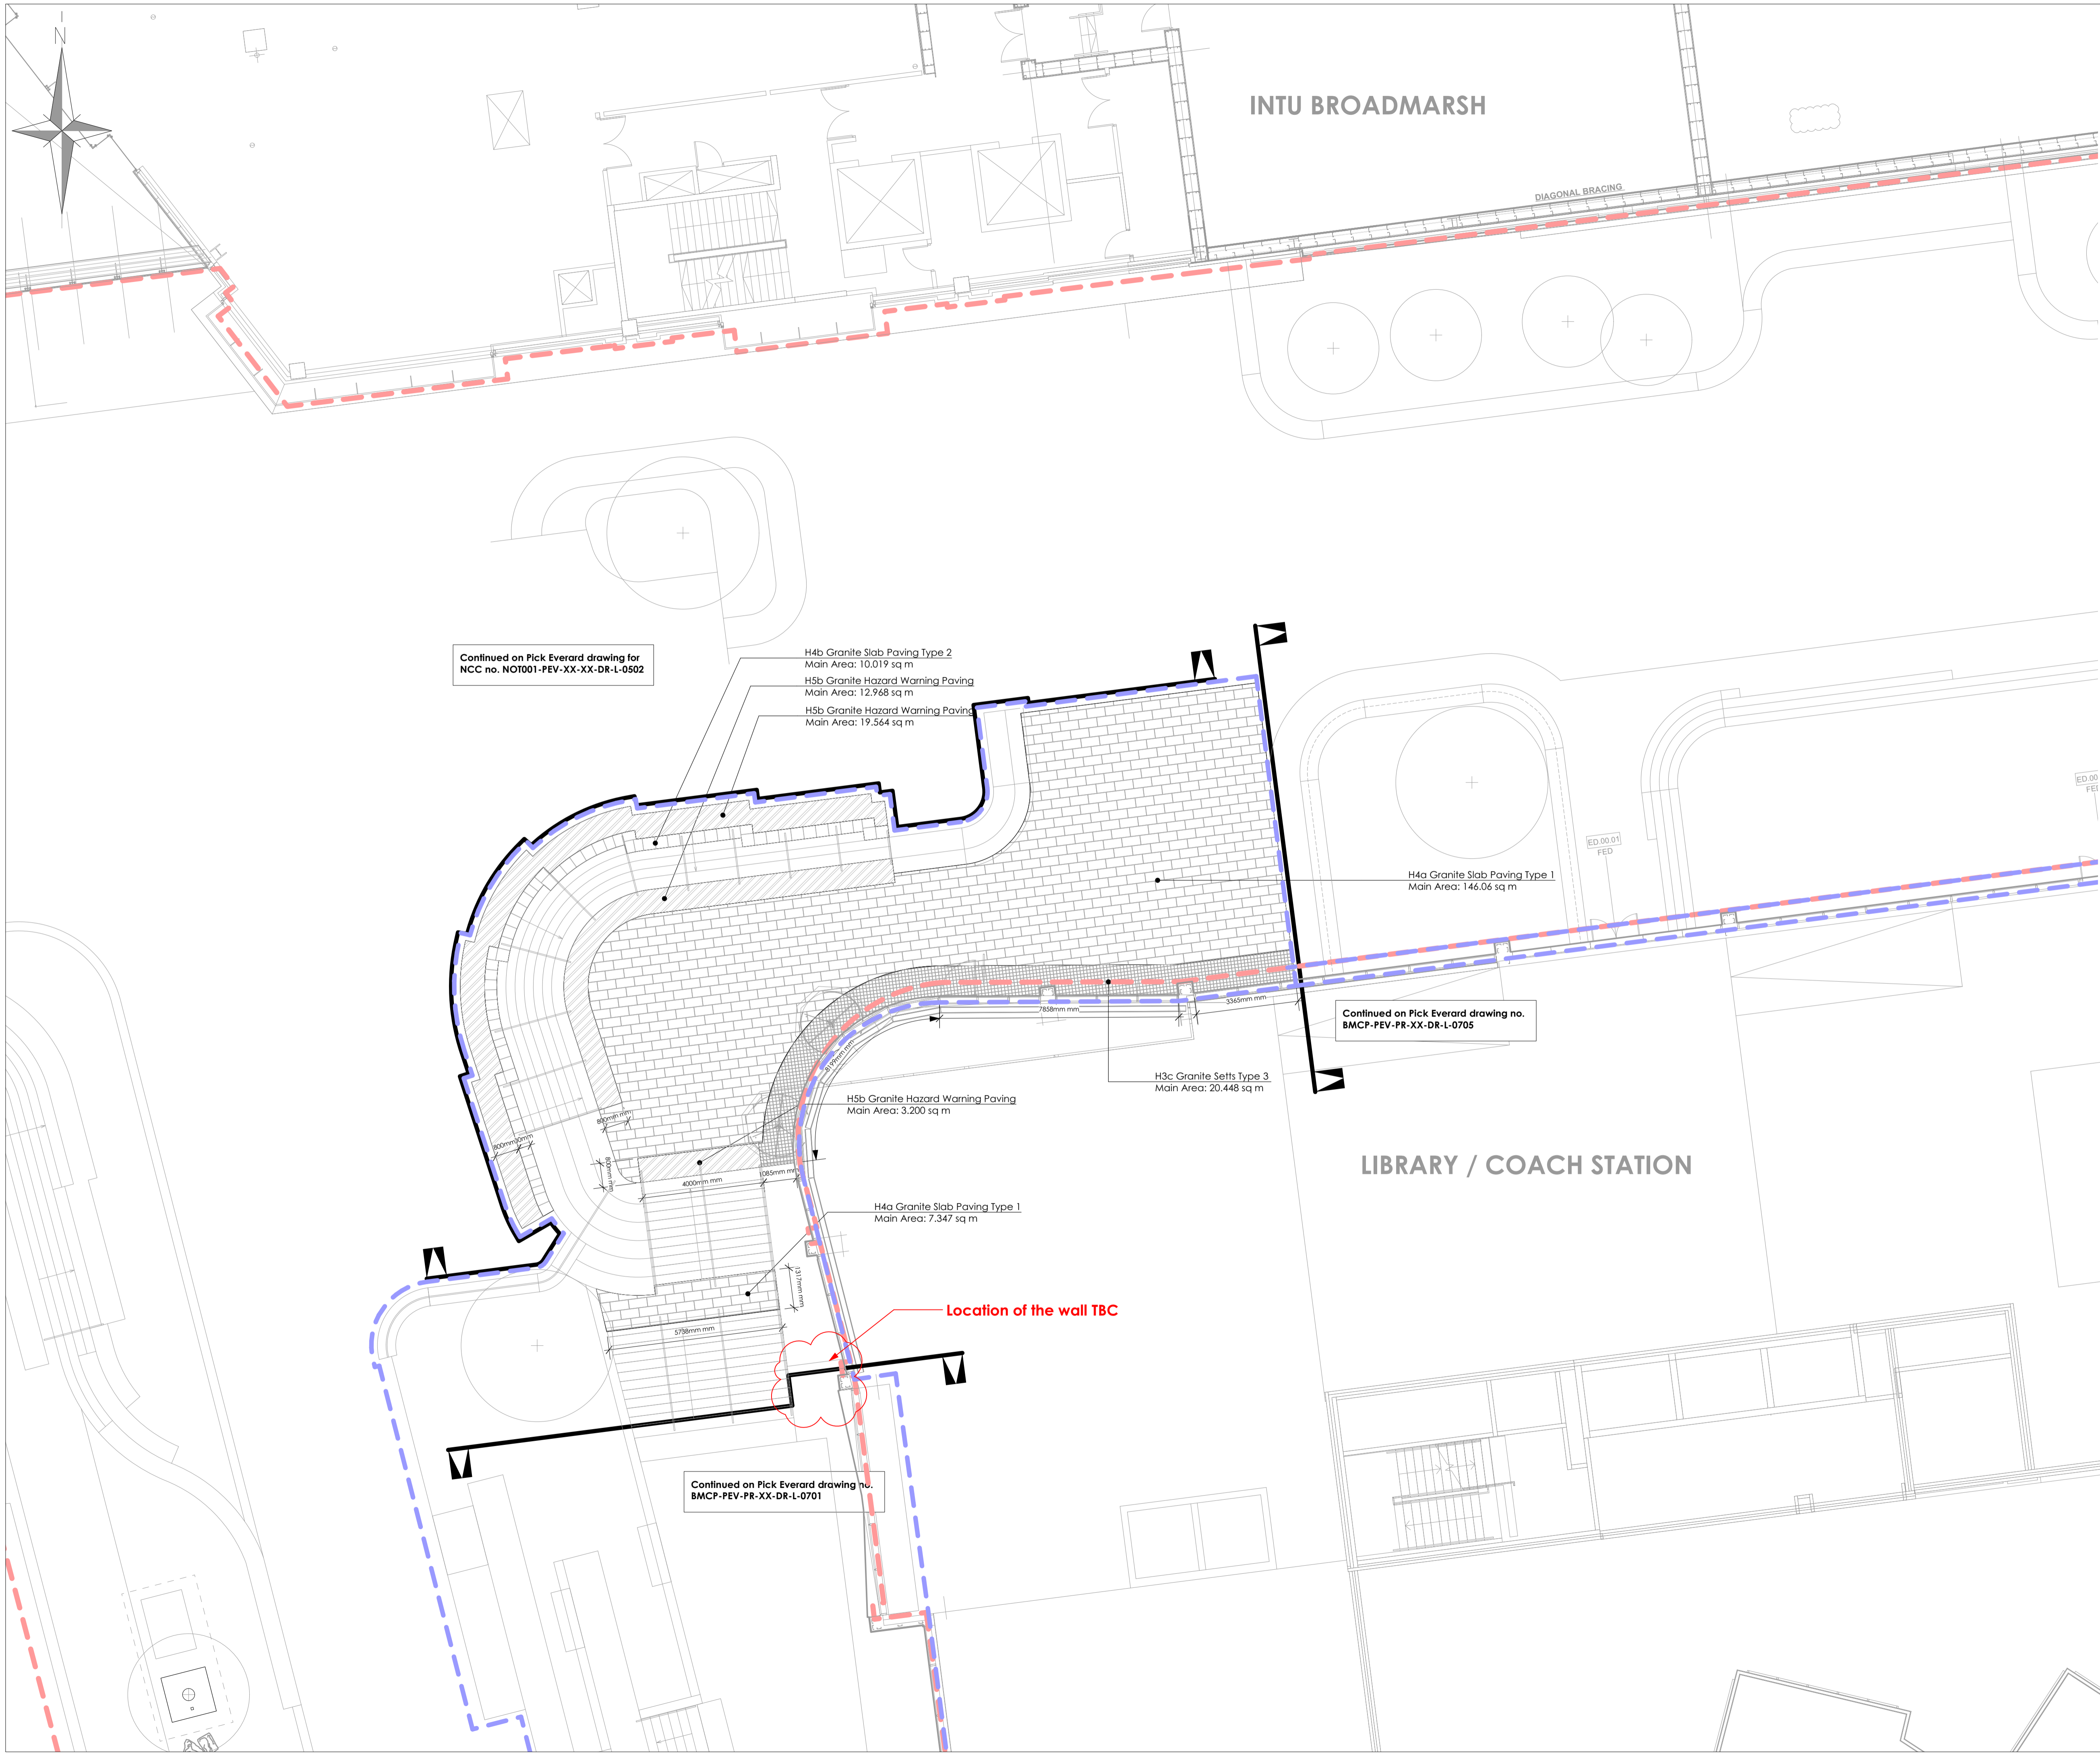 N
INTU BROADMARSH
DIAGONAL BRACING
Continued on Pick Everard drawing for
NCC no. NOT001-PEV-XX-XX-DR-L-0502
H4b Granite Slab Paving Type 2
Main Area: 10.019 sq m
H5b Granite Hazard Warning Paving
Main Area: 12.968 sq m
H5b Granite Hazard Warning Paving
Main Area: 19.564 sq m
ED.00
FED
ED.00.01
FED
H4a Granite Slab Paving Type 1
Main Area: 146.06 sq m
3365mm mm
7858mm mm
Continued on Pick Everard drawing no.
BMCP-PEV-PR-XX-DR-L-0705
8199mm mm
H3c Granite Setts Type 3
Main Area: 20.448 sq m
H5b Granite Hazard Warning Paving
Main Area: 3.200 sq m
800mm mm
800mm
800mm mm
4000mm mm
1085mm mm
LIBRARY / COACH STATION
H4a Granite Slab Paving Type 1
Main Area: 7.347 sq m
1317mm mm
5738mm mm
Location of the wall TBC
Continued on Pick Everard drawing no.
BMCP-PEV-PR-XX-DR-L-0701